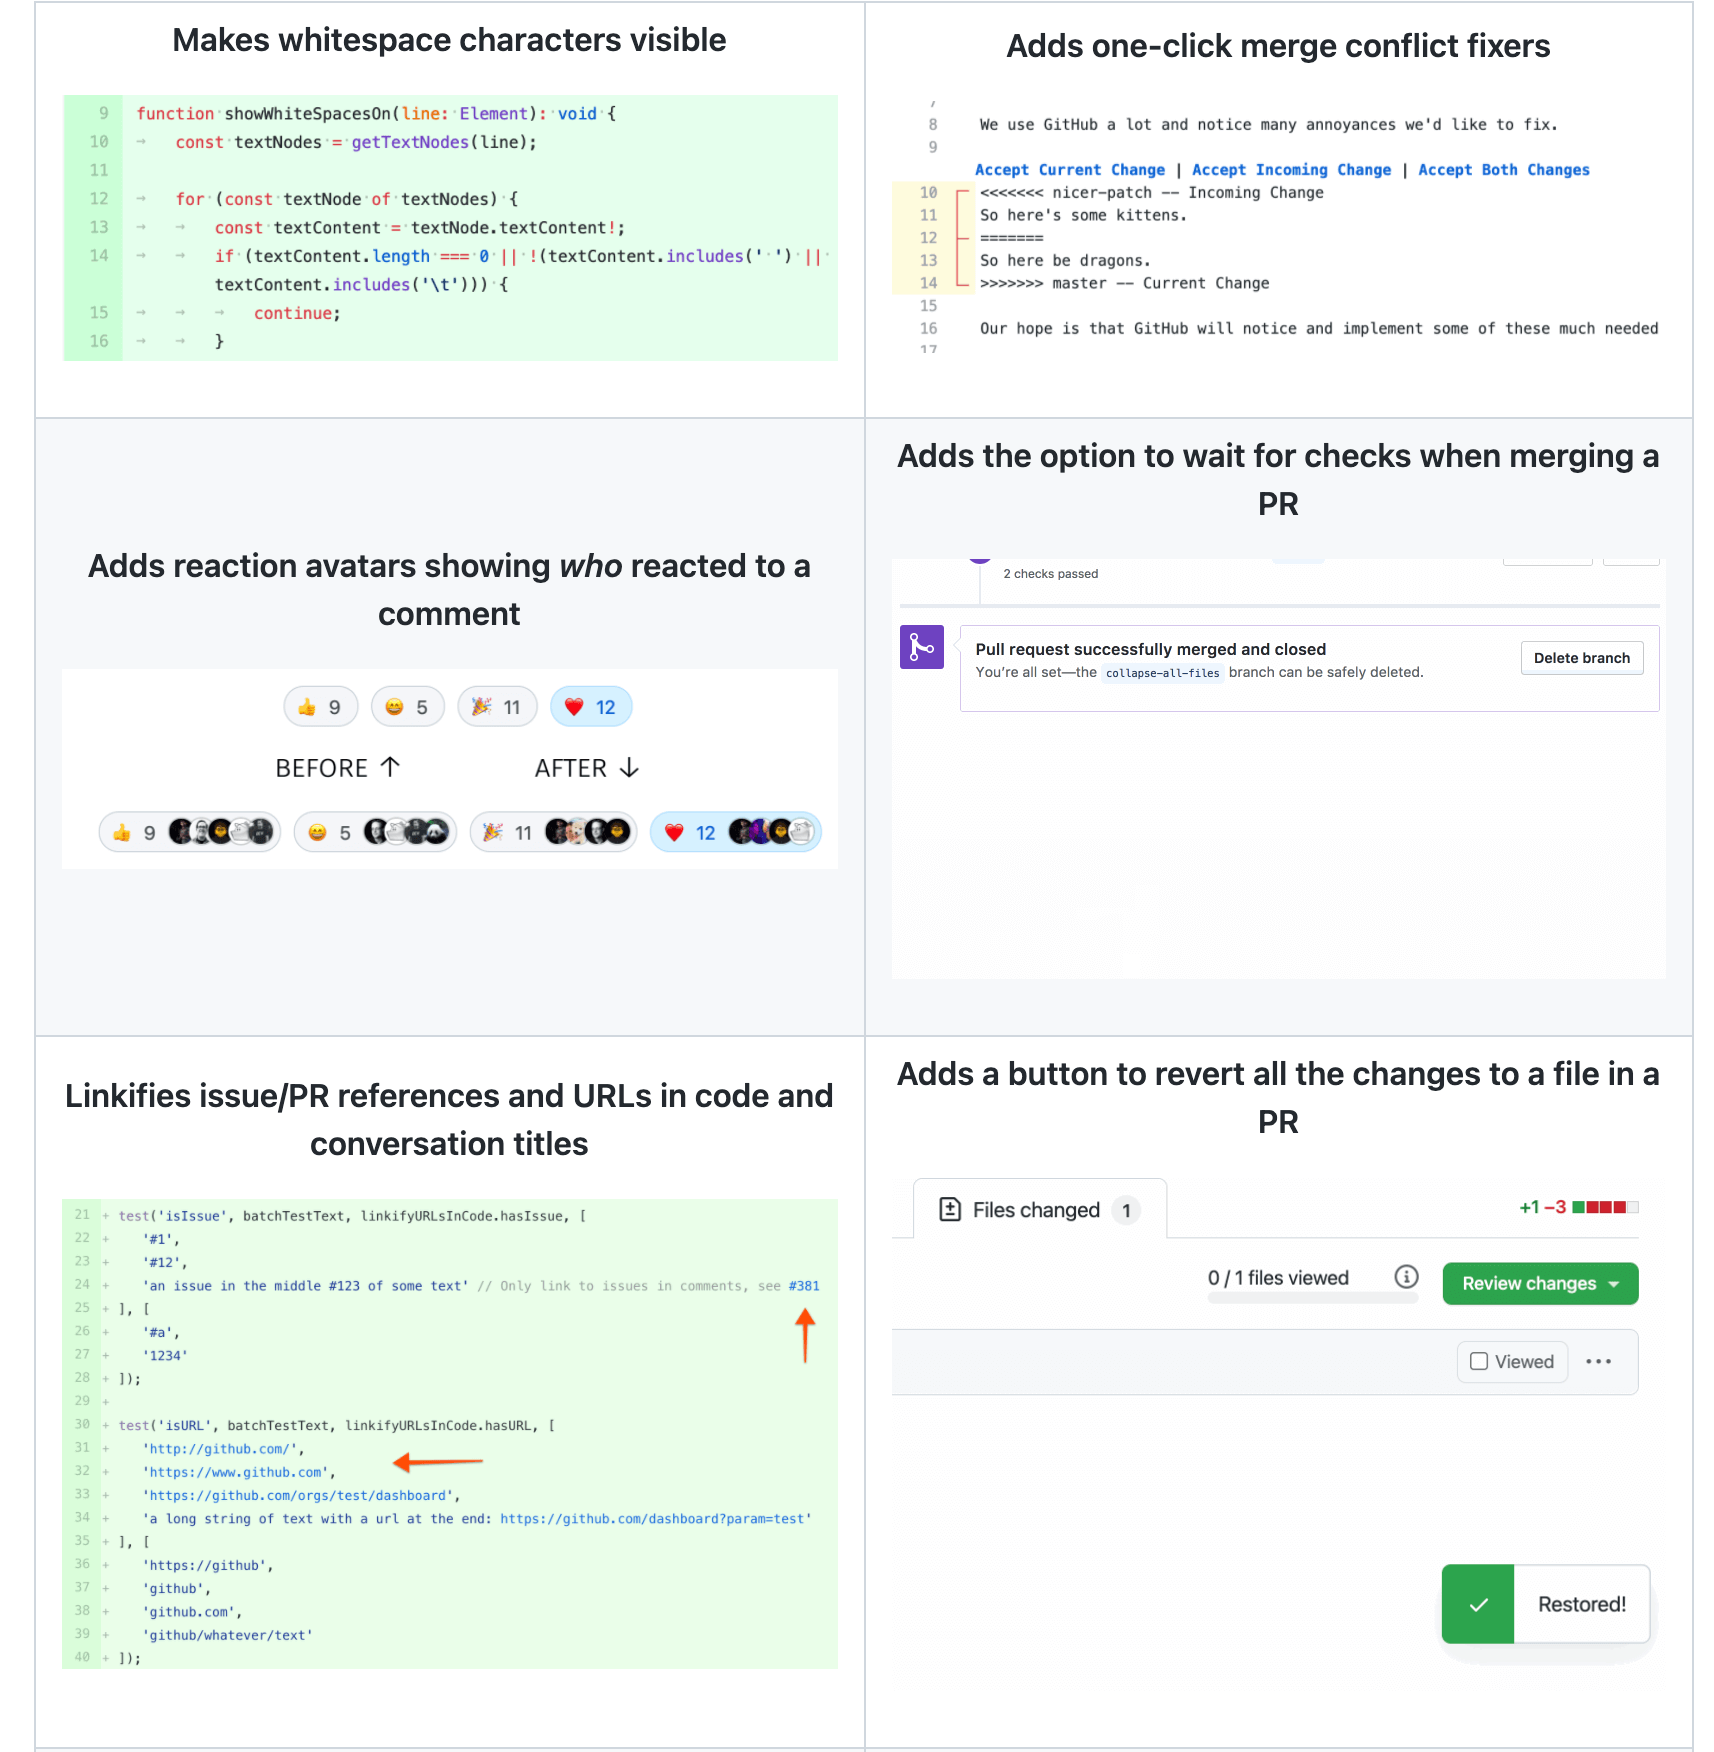 Makes whitespace characters visible
9 function showWhiteSpacesOn(line: Element): void {
10 const textNodes = getTextNodes(line);
11
12 for (const textNode of textNodes) {
13 const textContent = textNode.textContent!;
14 if (textContent.length === 0 || !(textContent.includes(' ') ||
textContent.includes('\t'))) {
15 continue;
16 }
Adds one-click merge conflict fixers
7
8 We use GitHub a lot and notice many annoyances we'd like to fix.
9
Accept Current Change | Accept Incoming Change | Accept Both Changes
10 <<<<<<< nicer-patch -- Incoming Change
11 So here's some kittens.
12 =======
13 So here be dragons.
14 >>>>>>> master -- Current Change
15
16 Our hope is that GitHub will notice and implement some of these much needed
17
Adds reaction avatars showing who reacted to a
comment
👍 9 😄 5 🎉 11 ❤️ 12
BEFORE ↑ AFTER ↓
👍 9 😄 5 🎉 11 ❤️ 12
Adds the option to wait for checks when merging a
PR
2 checks passed
Pull request successfully merged and closed
You're all set—the collapse-all-files branch can be safely deleted.
Delete branch
Linkifies issue/PR references and URLs in code and
conversation titles
21 + test('isIssue', batchTestText, linkifyURLsInCode.hasIssue, [
22 + '#1',
23 + '#12',
24 + 'an issue in the middle #123 of some text' // Only link to issues in comments, see #381
25 + ], [
26 + '#a',
27 + '1234'
28 + ]);
29 +
30 + test('isURL', batchTestText, linkifyURLsInCode.hasURL, [
31 + 'http://github.com/',
32 + 'https://www.github.com',
33 + 'https://github.com/orgs/test/dashboard',
34 + 'a long string of text with a url at the end: https://github.com/dashboard?param=test'
35 + ], [
36 + 'https://github',
37 + 'github',
38 + 'github.com',
39 + 'github/whatever/text'
40 + ]);
Adds a button to revert all the changes to a file in a
PR
Files changed 1
+1 −3
0 / 1 files viewed
Review changes
Viewed
Restored!